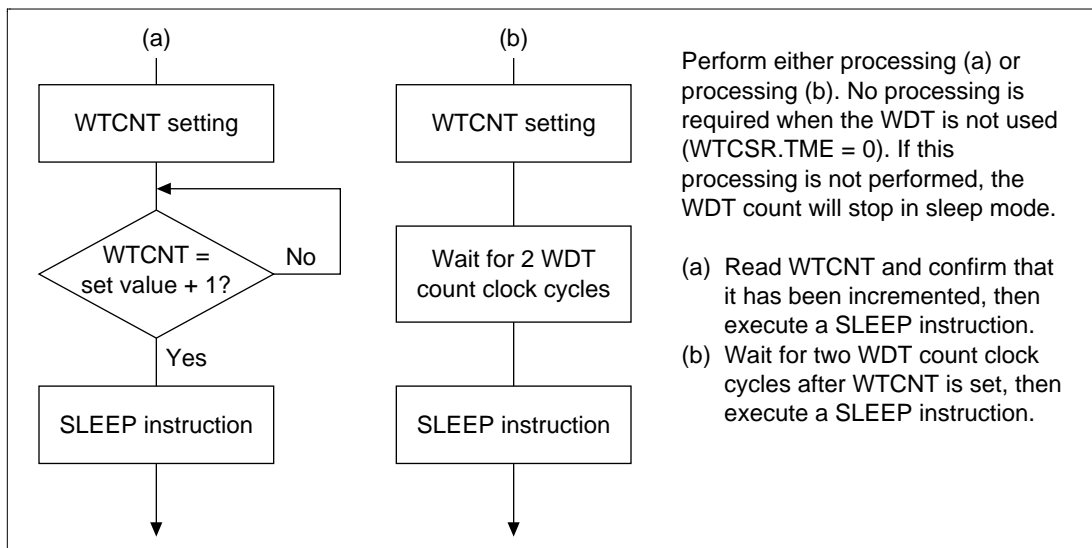 (a)
WTCNT setting
WTCNT =
set value + 1?
No
Yes
SLEEP instruction
(b)
WTCNT setting
Wait for 2 WDT
count clock cycles
SLEEP instruction
Perform either processing (a) or
processing (b). No processing is
required when the WDT is not used
(WTCSR.TME = 0). If this
processing is not performed, the
WDT count will stop in sleep mode.
(a) Read WTCNT and confirm that
it has been incremented, then
execute a SLEEP instruction.
(b) Wait for two WDT count clock
cycles after WTCNT is set, then
execute a SLEEP instruction.